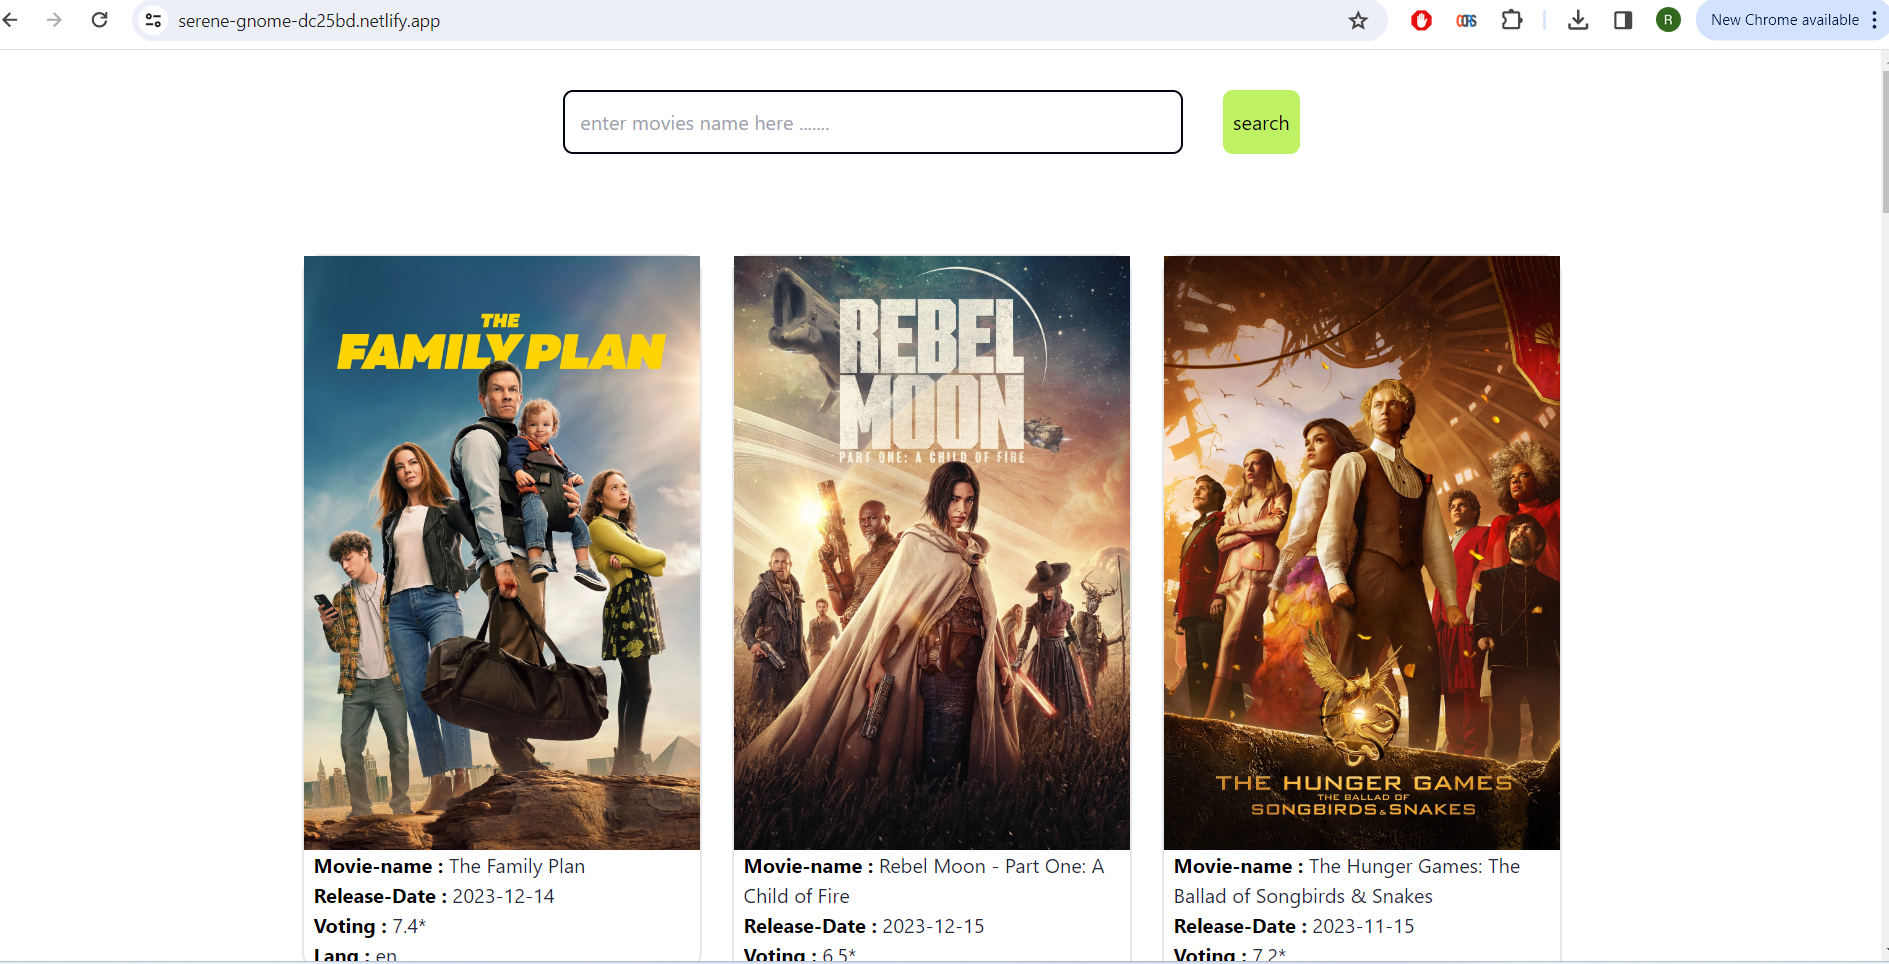 serene-gnome-dc25bd.netlify.app
R
New Chrome available
enter movies name here .......
search
THE
FAMILY PLAN
REBEL
MOON
PART ONE: A CHILD OF FIRE
THE HUNGER GAMES
THE BALLAD OF
SONGBIRDS & SNAKES
Movie-name : The Family Plan
Release-Date : 2023-12-14
Voting : 7.4*
Lang : en
Movie-name : Rebel Moon - Part One: A
Child of Fire
Release-Date : 2023-12-15
Voting : 6.5*
Movie-name : The Hunger Games: The
Ballad of Songbirds & Snakes
Release-Date : 2023-11-15
Voting : 7.2*